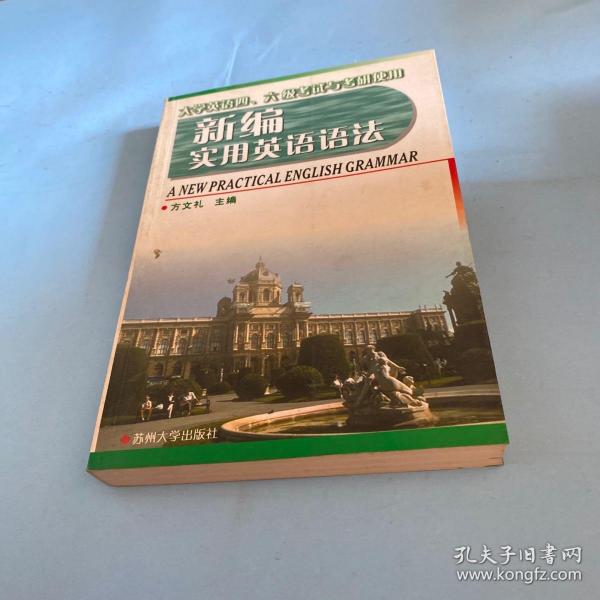 大学英语四、六级考试与考研使用
新编
实用英语语法
A NEW PRACTICAL ENGLISH GRAMMAR
方文礼 主编
苏州大学出版社
孔夫子旧书网
www.kongfz.com